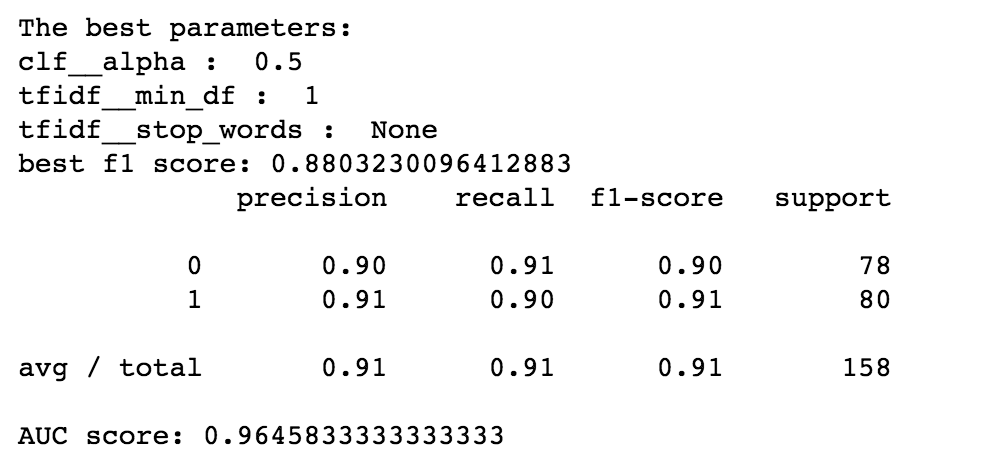 The best parameters:
clf__alpha :  0.5
tfidf__min_df :  1
tfidf__stop_words :  None
best f1 score: 0.8803230096412883
precision    recall  f1-score   support
0       0.90      0.91      0.90        78
1       0.91      0.90      0.91        80
avg / total       0.91      0.91      0.91       158
AUC score: 0.9645833333333333